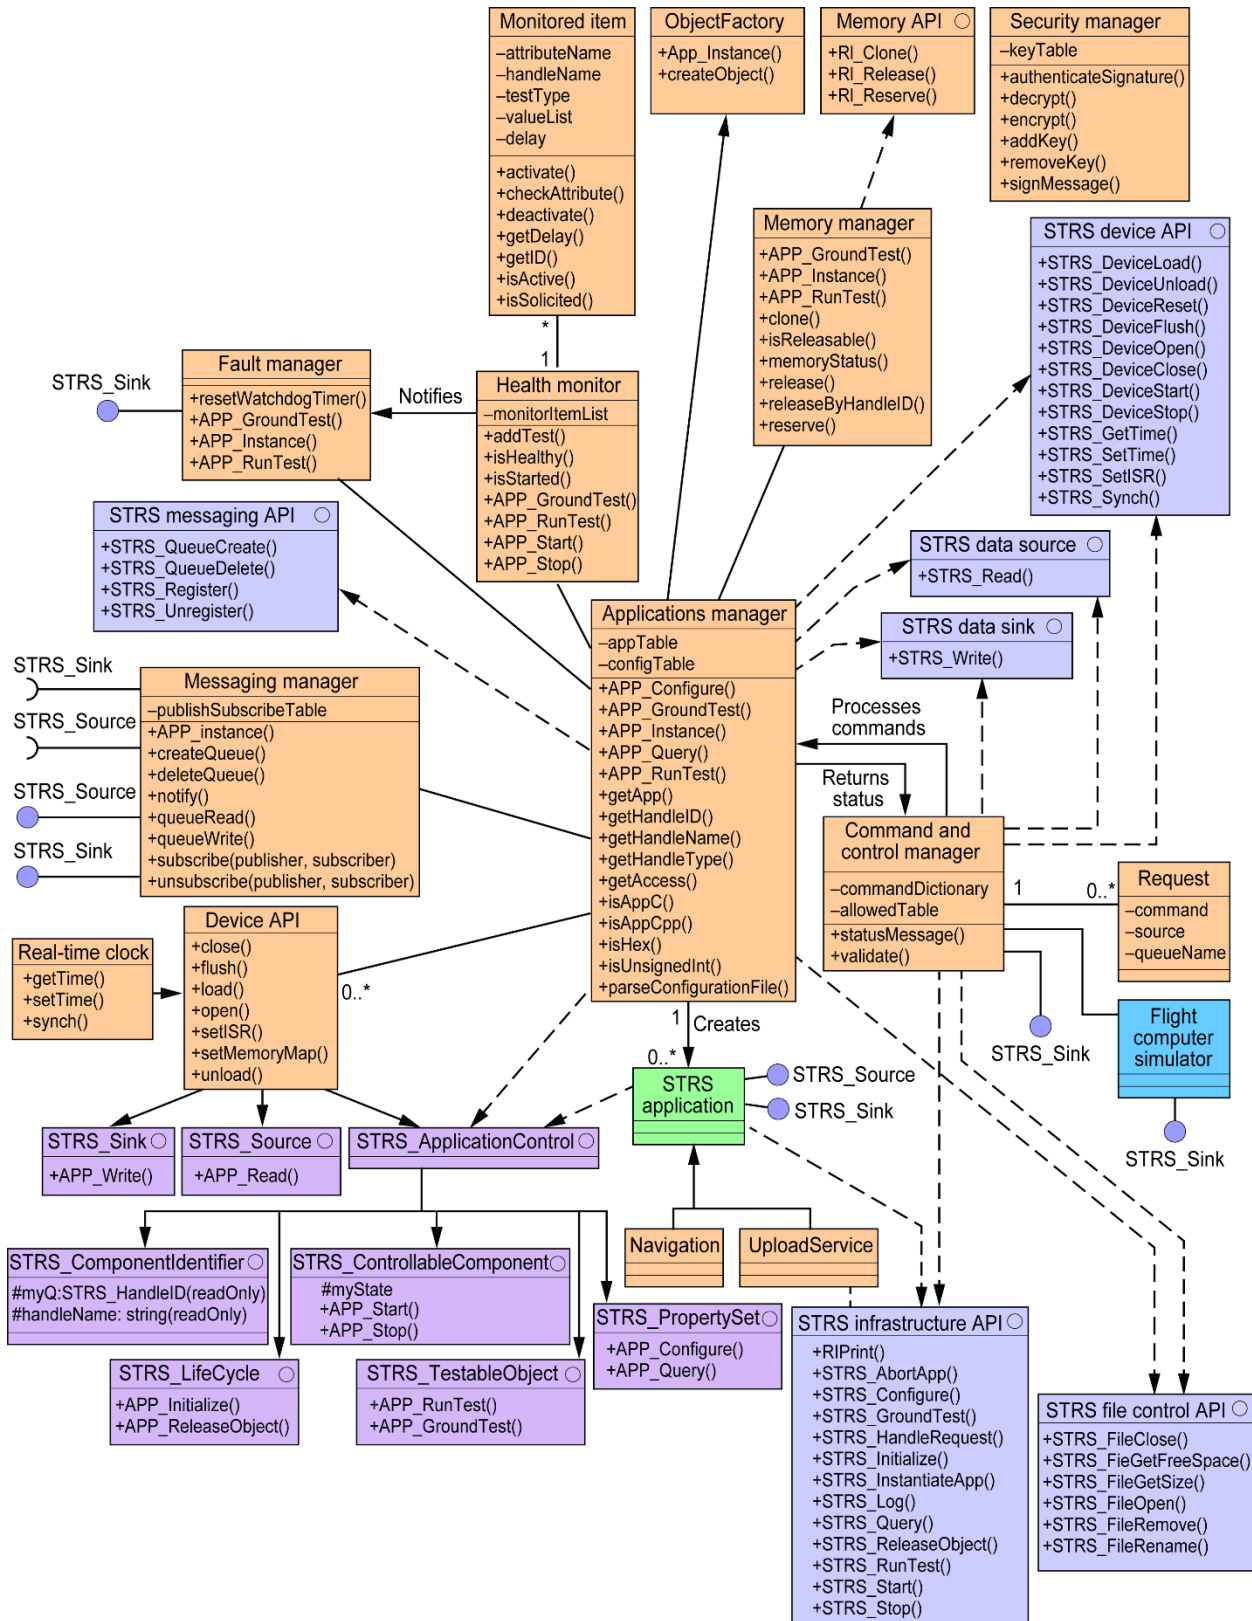 Monitored item
–attributeName
–handleName
–testType
–valueList
–delay
+activate()
+checkAttribute()
+deactivate()
+getDelay()
+getID()
+isActive()
+isSolicited()
ObjectFactory
+App_Instance()
+createObject()
Memory API
+RI_Clone()
+RI_Release()
+RI_Reserve()
Security manager
–keyTable
+authenticateSignature()
+decrypt()
+encrypt()
+addKey()
+removeKey()
+signMessage()
Memory manager
+APP_GroundTest()
+APP_Instance()
+APP_RunTest()
+clone()
+isReleasable()
+memoryStatus()
+release()
+releaseByHandleID()
+reserve()
STRS device API
+STRS_DeviceLoad()
+STRS_DeviceUnload()
+STRS_DeviceReset()
+STRS_DeviceFlush()
+STRS_DeviceOpen()
+STRS_DeviceClose()
+STRS_DeviceStart()
+STRS_DeviceStop()
+STRS_GetTime()
+STRS_SetTime()
+STRS_SetISR()
+STRS_Synch()
*
1
STRS_Sink
Fault manager
+resetWatchdogTimer()
+APP_GroundTest()
+APP_Instance()
+APP_RunTest()
Notifies
Health monitor
–monitorItemList
+addTest()
+isHealthy()
+isStarted()
+APP_GroundTest()
+APP_RunTest()
+APP_Start()
+APP_Stop()
STRS messaging API
+STRS_QueueCreate()
+STRS_QueueDelete()
+STRS_Register()
+STRS_Unregister()
STRS data source
+STRS_Read()
STRS data sink
+STRS_Write()
Applications manager
–appTable
–configTable
+APP_Configure()
+APP_GroundTest()
+APP_Instance()
+APP_Query()
+APP_RunTest()
+getApp()
+getHandleID()
+getHandleName()
+getHandleType()
+getAccess()
+isAppC()
+isAppCpp()
+isHex()
+isUnsignedInt()
+parseConfigurationFile()
STRS_Sink
STRS_Source
STRS_Source
STRS_Sink
Messaging manager
–publishSubscribeTable
+APP_instance()
+createQueue()
+deleteQueue()
+notify()
+queueRead()
+queueWrite()
+subscribe(publisher, subscriber)
+unsubscribe(publisher, subscriber)
Processes
commands
Returns
status
Command and
control manager
–commandDictionary
–allowedTable
+statusMessage()
+validate()
1
0..*
Request
–command
–source
–queueName
Real-time clock
+getTime()
+setTime()
+synch()
Device API
+close()
+flush()
+load()
+open()
+setISR()
+setMemoryMap()
+unload()
0..*
1
Creates
0..*
STRS_Sink
Flight
computer
simulator
STRS_Sink
STRS
application
STRS_Source
STRS_Sink
STRS_Sink
+APP_Write()
STRS_Source
+APP_Read()
STRS_ApplicationControl
Navigation
UploadService
STRS_ComponentIdentifier
#myQ:STRS_HandleID(readOnly)
#handleName: string(readOnly)
STRS_ControllableComponent
#myState
+APP_Start()
+APP_Stop()
STRS_PropertySet
+APP_Configure()
+APP_Query()
STRS_LifeCycle
+APP_Initialize()
+APP_ReleaseObject()
STRS_TestableObject
+APP_RunTest()
+APP_GroundTest()
STRS infrastructure API
+RIPrint()
+STRS_AbortApp()
+STRS_Configure()
+STRS_GroundTest()
+STRS_HandleRequest()
+STRS_Initialize()
+STRS_InstantiateApp()
+STRS_Log()
+STRS_Query()
+STRS_ReleaseObject()
+STRS_RunTest()
+STRS_Start()
+STRS_Stop()
STRS file control API
+STRS_FileClose()
+STRS_FieGetFreeSpace()
+STRS_FileGetSize()
+STRS_FileOpen()
+STRS_FileRemove()
+STRS_FileRename()